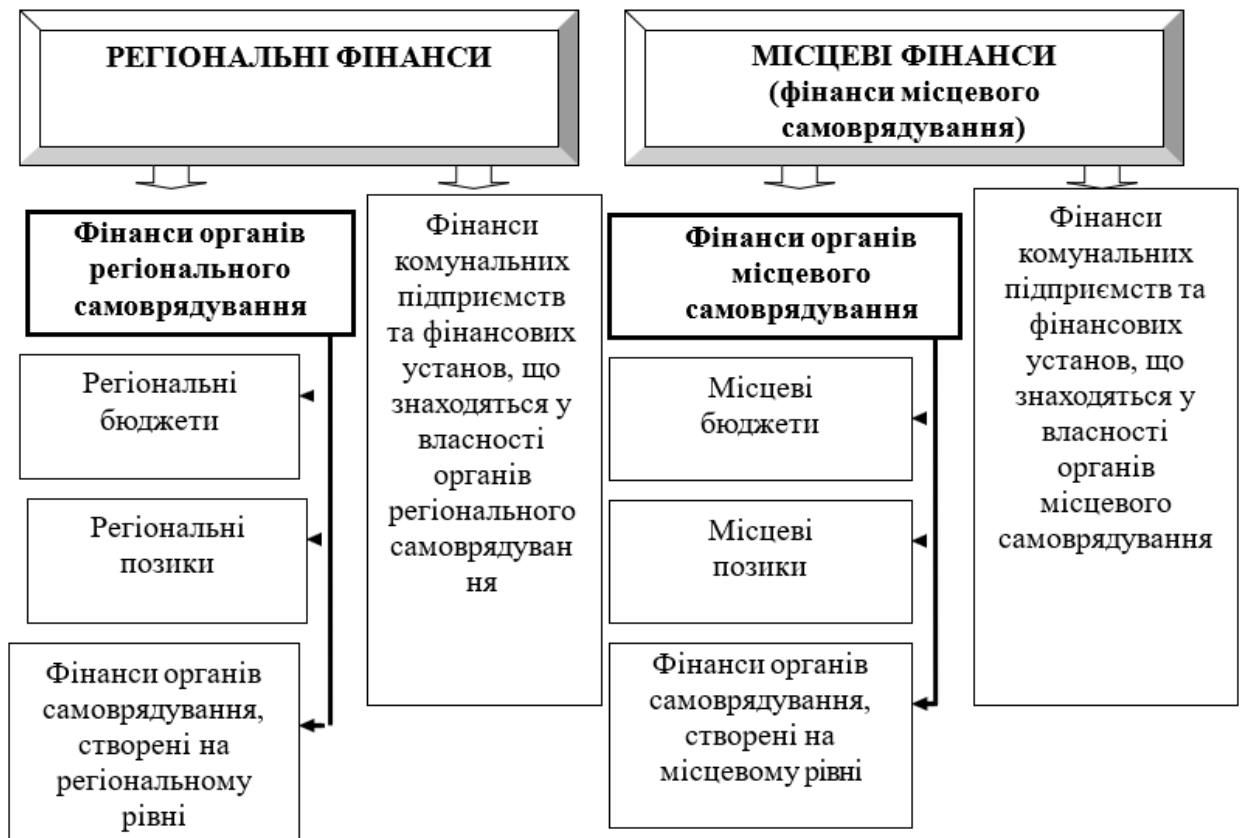 РЕГІОНАЛЬНІ ФІНАНСИ
МІСЦЕВІ ФІНАНСИ
(фінанси місцевого
самоврядування)
Фінанси органів
регіонального
самоврядування
Регіональні
бюджети
Регіональні
позики
Фінанси органів
самоврядування,
створені на
регіональному
рівні
Фінанси
комунальних
підприємств
та фінансових
установ, що
знаходяться у
власності
органів
регіонального
самоврядуван
ня
Фінанси органів
місцевого
самоврядування
Місцеві
бюджети
Місцеві
позики
Фінанси органів
самоврядування,
створені на
місцевому рівні
Фінанси
комунальних
підприємств та
фінансових
установ, що
знаходяться у
власності
органів
місцевого
самоврядування